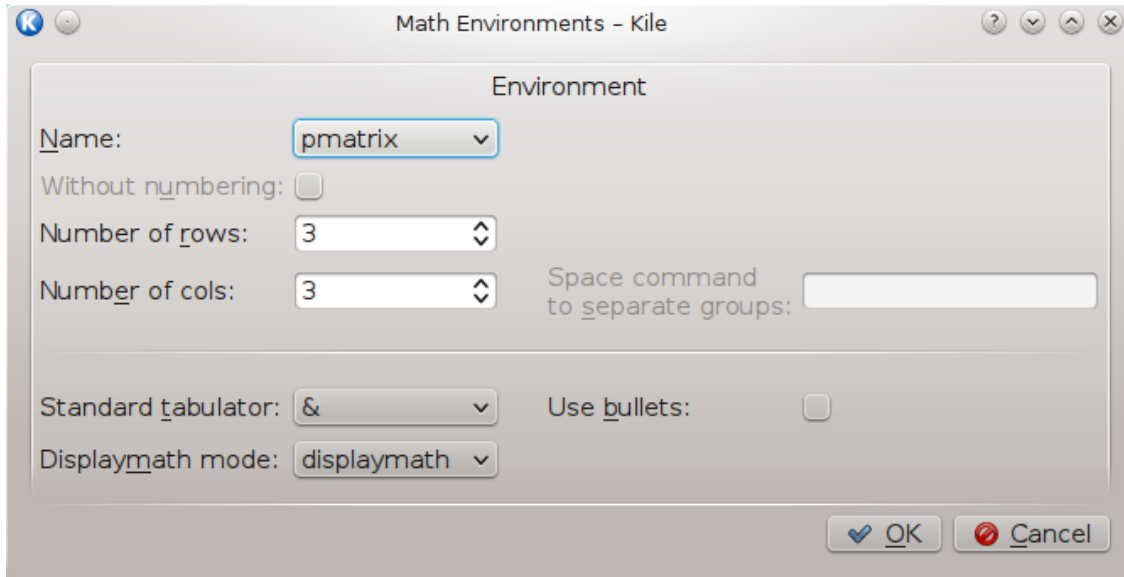 Math Environments – Kile
Environment
Name: pmatrix
Without numbering:
Number of rows: 3
Number of cols: 3
Space command
to separate groups:
Standard tabulator: & Use bullets:
Displaymath mode: displaymath
OK Cancel